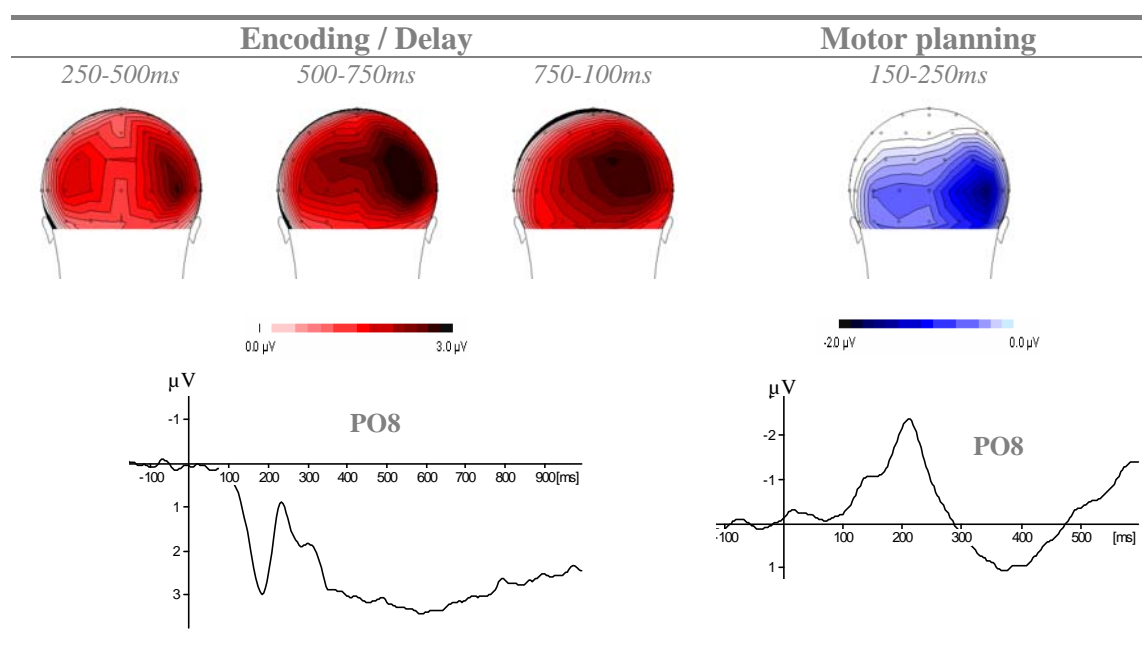 Encoding / Delay Motor planning
250-500ms 500-750ms 750-100ms 150-250ms
0.0 µV 3.0 µV -2.0 µV 0.0 µV
µV µV
PO8 PO8
-1
-100 100 200 300 400 500 600 700 800 900[ms]
1
2
3
-2
-1
-100 100 200 300 400 500 [ms]
1